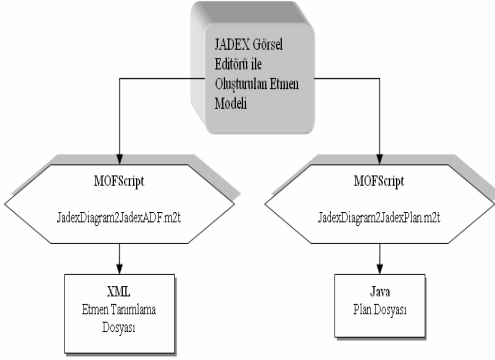 JADEX Görsel
Editörü ile
Oluşturulan Etmen
Modeli
MOFScript
JadexDiagram2JadexADF.m2t
MOFScript
JadexDiagram2JadexPlan.m2t
XML
Etmen Tanımlama
Dosyası
Java
Plan Dosyası